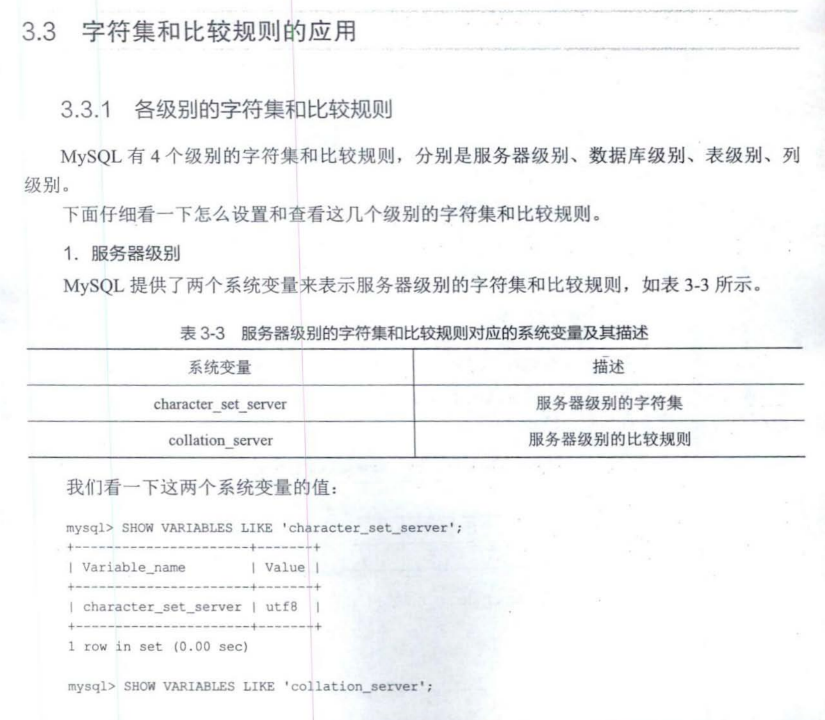 3.3 字符集和比较规则的应用
3.3.1 各级别的字符集和比较规则
MySQL 有 4 个级别的字符集和比较规则，分别是服务器级别、数据库级别、表级别、列
级别。
下面仔细看一下怎么设置和查看这几个级别的字符集和比较规则。
1. 服务器级别
MySQL 提供了两个系统变量来表示服务器级别的字符集和比较规则，如表 3-3 所示。
表 3-3 服务器级别的字符集和比较规则对应的系统变量及其描述
系统变量 描述
character_set_server 服务器级别的字符集
collation_server 服务器级别的比较规则
我们看一下这两个系统变量的值：
mysql> SHOW VARIABLES LIKE 'character_set_server';
+----------------------+-------+
| Variable_name        | Value |
+----------------------+-------+
| character_set_server | utf8  |
+----------------------+-------+
1 row in set (0.00 sec)
mysql> SHOW VARIABLES LIKE 'collation_server';